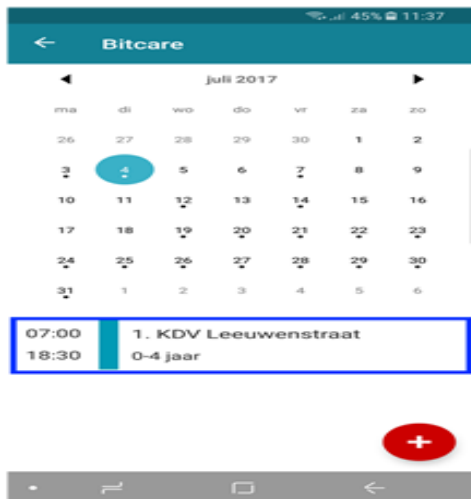 45% 11:37
Bitcare
juli 2017
ma di wo do vr za zo
26 27 28 29 30 1 2
3 4 5 6 7 8 9
10 11 12 13 14 15 16
17 18 19 20 21 22 23
24 25 26 27 28 29 30
31 1 2 3 4 5 6
07:00 1. KDV Leeuwenstraat
18:30 0-4 jaar